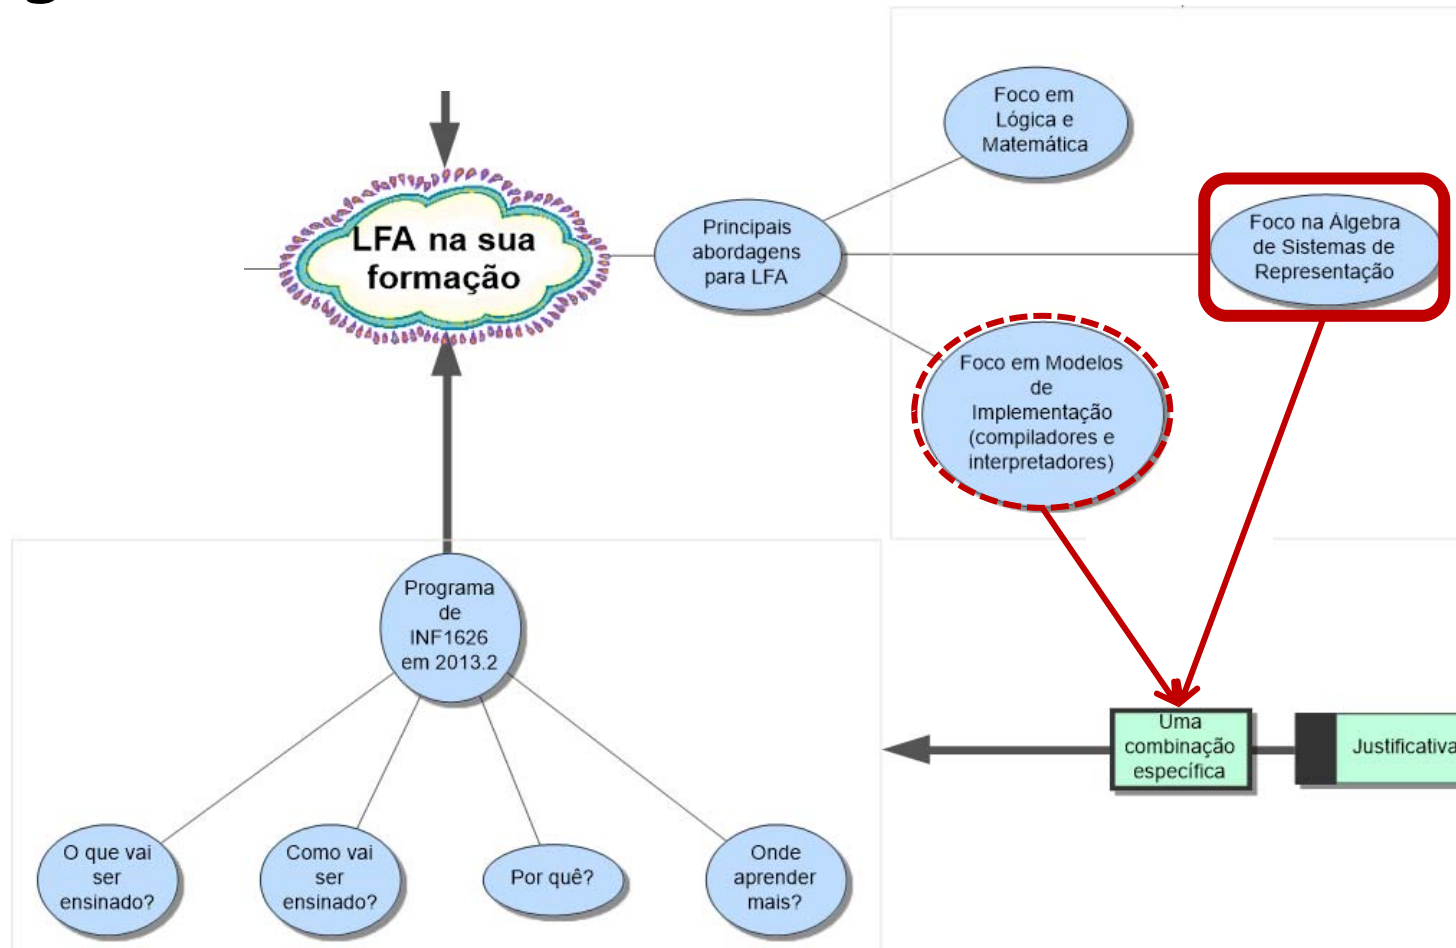 Foco em
Lógica e
Matemática
LFA na sua
formação
Principais
abordagens
para LFA
Foco na Álgebra
de Sistemas de
Representação
Foco em Modelos
de
Implementação
(compiladores e
interpretadores)
Programa
de
INF1626
em 2013.2
Uma
combinação
específica
Justificativa
O que vai
ser
ensinado?
Como vai
ser
ensinado?
Por quê?
Onde
aprender
mais?